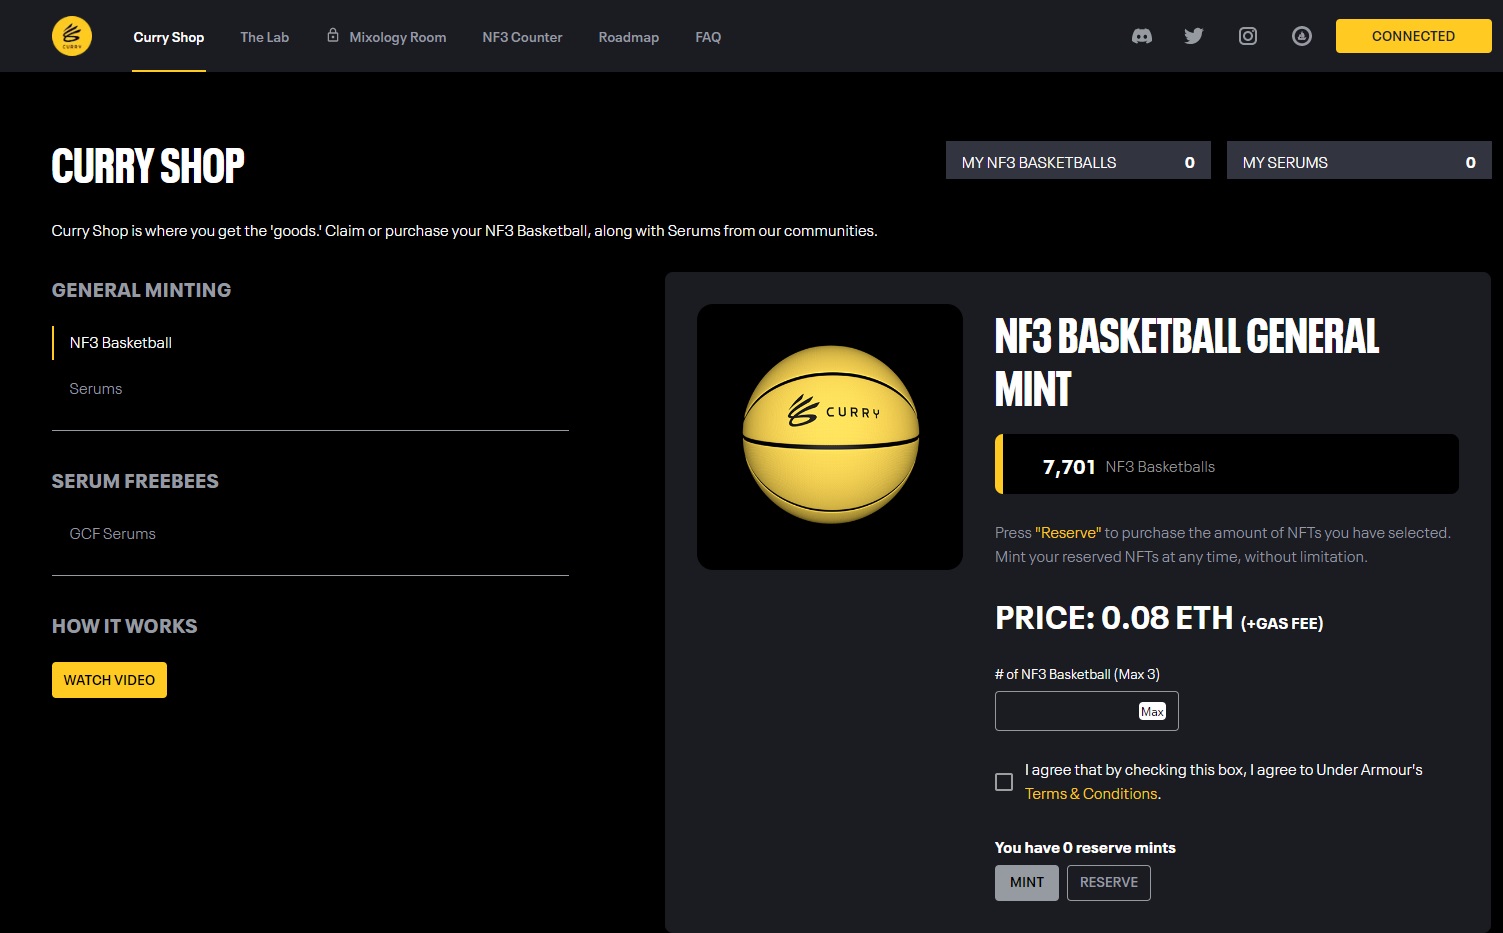 CURRY
Curry Shop
The Lab
Mixology Room
NF3 Counter
Roadmap
FAQ
CONNECTED
CURRY SHOP
MY NF3 BASKETBALLS 0
MY SERUMS 0
Curry Shop is where you get the 'goods.' Claim or purchase your NF3 Basketball, along with Serums from our communities.
GENERAL MINTING
NF3 Basketball
Serums
SERUM FREEBEES
GCF Serums
HOW IT WORKS
WATCH VIDEO
CURRY
NF3 BASKETBALL GENERAL
MINT
7,701 NF3 Basketballs
Press "Reserve" to purchase the amount of NFTs you have selected.
Mint your reserved NFTs at any time, without limitation.
PRICE: 0.08 ETH (+GAS FEE)
# of NF3 Basketball (Max 3)
Max
I agree that by checking this box, I agree to Under Armour's
Terms & Conditions.
You have 0 reserve mints
MINT
RESERVE